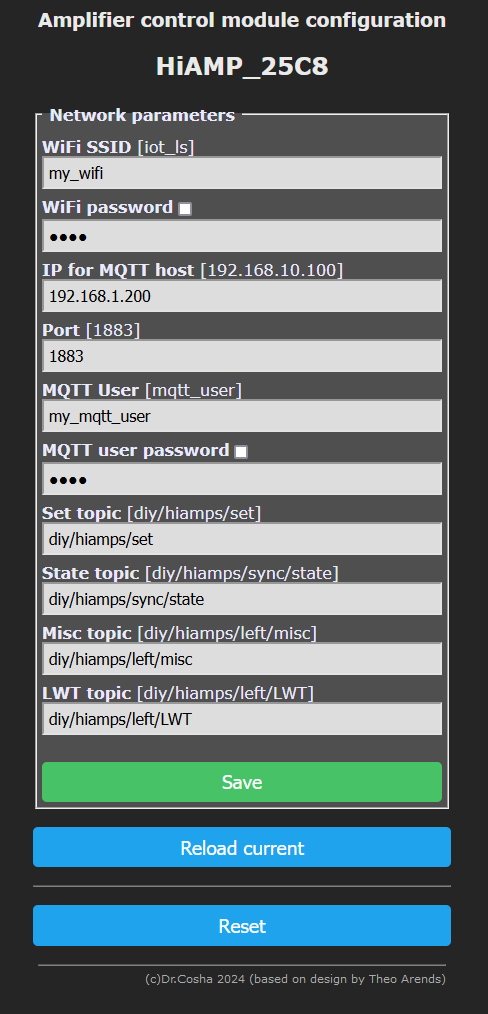 Amplifier control module configuration
HiAMP_25C8
Network parameters
WiFi SSID [iot_ls]
my_wifi
WiFi password
••••
IP for MQTT host [192.168.10.100]
192.168.1.200
Port [1883]
1883
MQTT User [mqtt_user]
my_mqtt_user
MQTT user password
••••
Set topic [diy/hiamps/set]
diy/hiamps/set
State topic [diy/hiamps/sync/state]
diy/hiamps/sync/state
Misc topic [diy/hiamps/left/misc]
diy/hiamps/left/misc
LWT topic [diy/hiamps/left/LWT]
diy/hiamps/left/LWT
Save
Reload current
Reset
(c)Dr.Cosha 2024 (based on design by Theo Arends)